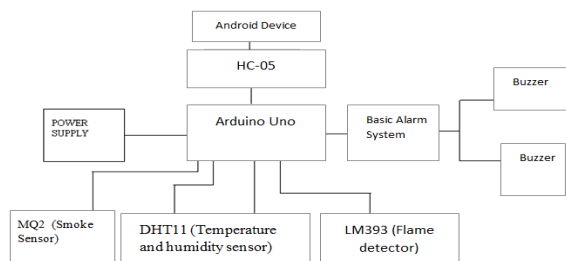 Android Device
HC-05
Buzzer
POWER
SUPPLY
Arduino Uno
Basic Alarm
System
Buzzer
MQ2 (Smoke
Sensor)
DHT11 (Temperature
and humidity sensor)
LM393 (Flame
detector)